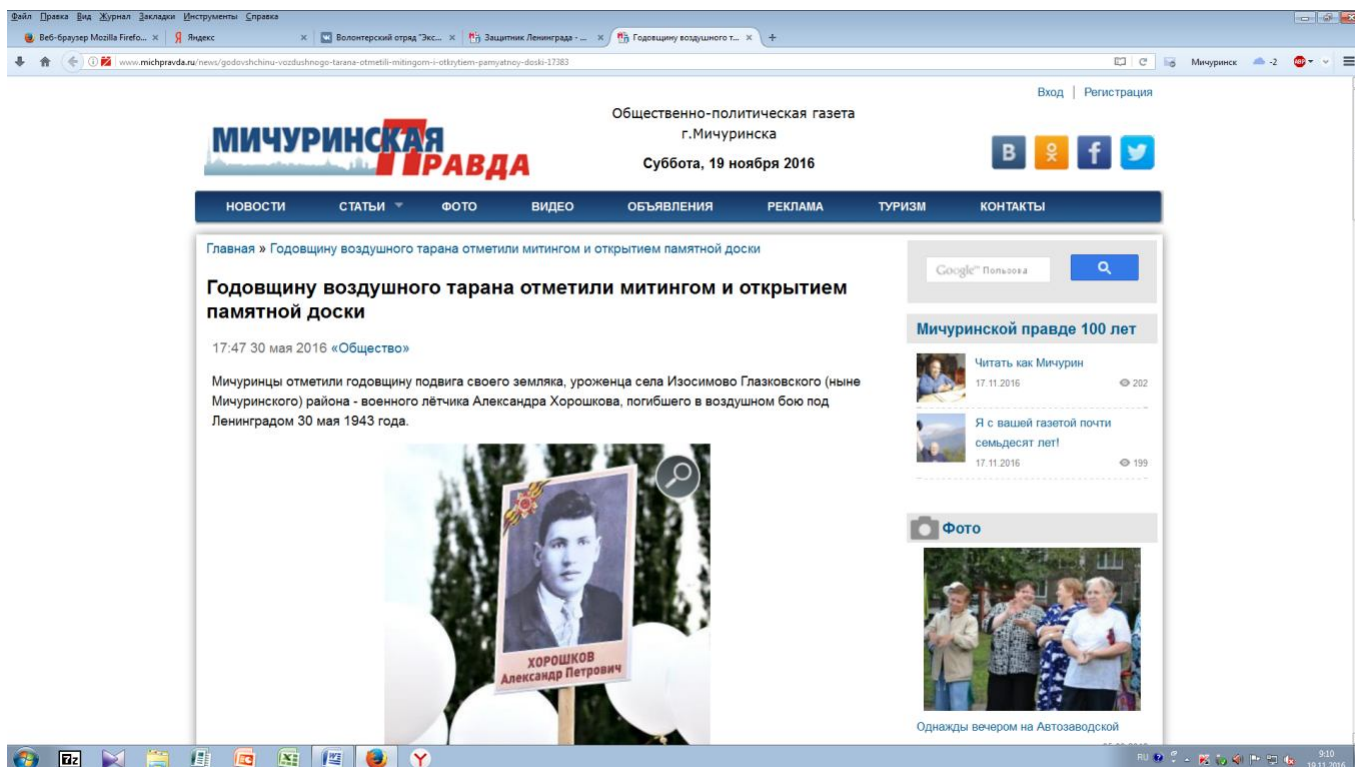 Файл Правка Вид Журнал Закладки Инструменты Справка
Веб-браузер Mozilla Firefo... × Яндекс × Волонтерский отряд "Экс... × Защитник Ленинграда - ... × Годовщину воздушного т... × +
www.michpravda.ru/news/godovshchinu-vozdushnogo-tarana-otmetili-mitingom-i-otkrytiem-pamyatnoy-doski-17383
Мичуринск -2 ABP
Вход | Регистрация
МИЧУРИНСКАЯ
ПРАВДА
Общественно-политическая газета
г.Мичуринска
Суббота, 19 ноября 2016
НОВОСТИ СТАТЬИ ФОТО ВИДЕО ОБЪЯВЛЕНИЯ РЕКЛАМА ТУРИЗМ КОНТАКТЫ
Главная » Годовщину воздушного тарана отметили митингом и открытием памятной доски
Годовщину воздушного тарана отметили митингом и открытием
памятной доски
17:47 30 мая 2016 «Общество»
Мичуринцы отметили годовщину подвига своего земляка, уроженца села Изосимово Глазковского (ныне
Мичуринского) района - военного лётчика Александра Хорошкова, погибшего в воздушном бою под
Ленинградом 30 мая 1943 года.
ХОРОШКОВ
Александр Петрович
Google™ Пользова
Мичуринской правде 100 лет
Читать как Мичурин
17.11.2016 202
Я с вашей газетой почти
семьдесят лет!
17.11.2016 199
Фото
Однажды вечером на Автозаводской
RU 9:10
19.11.2016